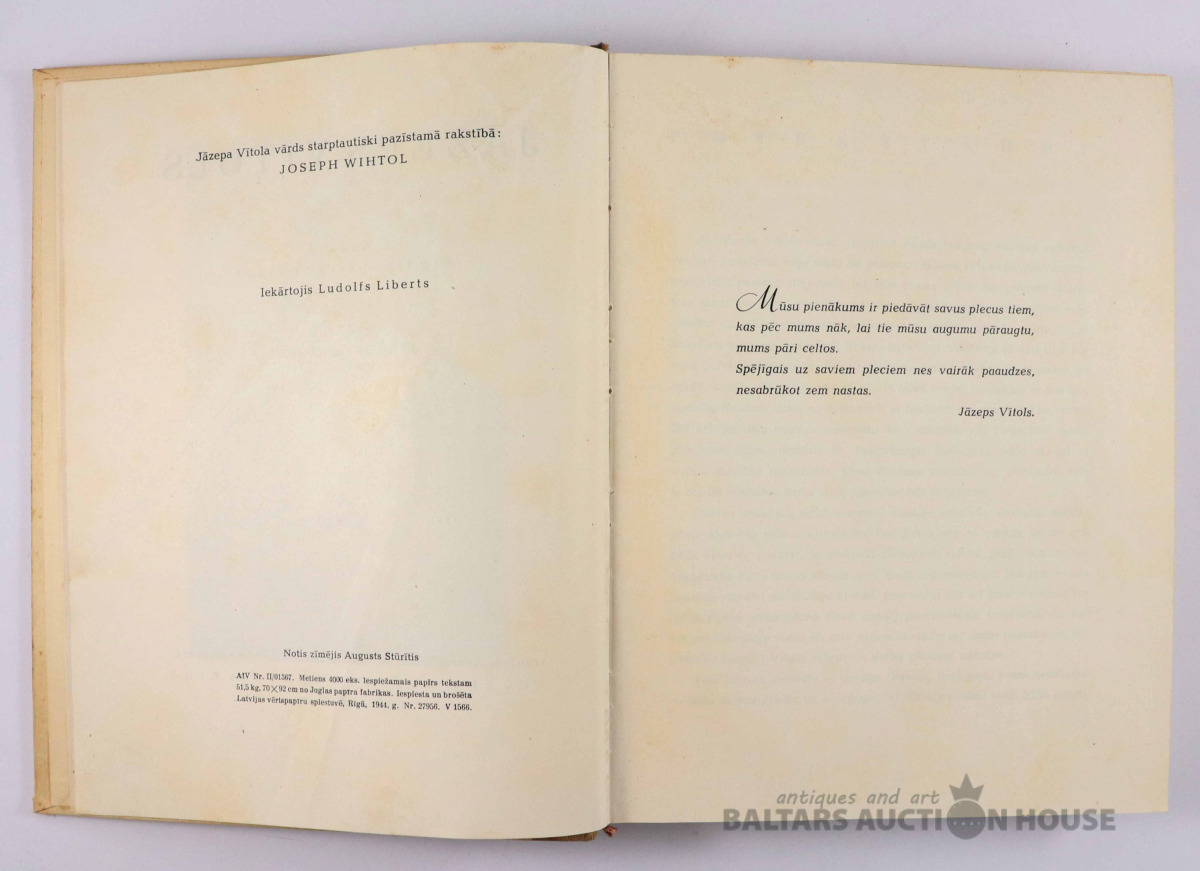 Jāzepa Vītola vārds starptautiski pazīstamā rakstībā:
JOSEPH WIHTOL
Iekārtojis Ludolfs Liberts
Notis zīmējis Augusts Stūrītis
AIV Nr. II/01367. Metiens 4000 eks. Iespiežamais papīrs tekstam
51,5 kg, 70×92 cm no Juglas papīra fabrikas. Iespiesta un brošēta
Latvijas vērtspapīru spiestuvē, Rīgā, 1944. g. Nr. 27956. V 1566.
Mūsu pienākums ir piedāvāt savus plecus tiem,
kas pēc mums nāk, lai tie mūsu augumu pāraugtu,
mums pāri celtos.
Spējīgais uz saviem pleciem nes vairāk paaudzes,
nesabrūkot zem nastas.
Jāzeps Vītols.
antiques and art
BALTARS AUCTION HOUSE